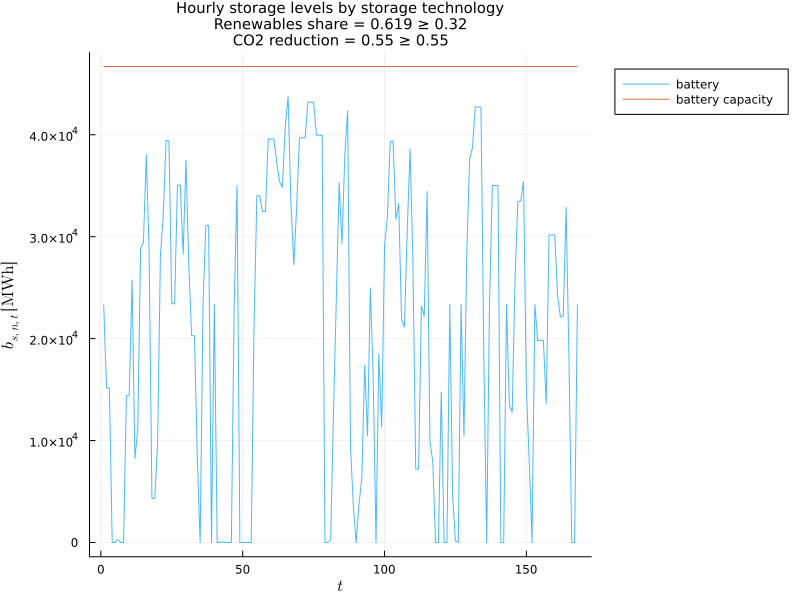 Hourly storage levels by storage technology
Renewables share = 0.619 ≥ 0.32
CO2 reduction = 0.55 ≥ 0.55
battery
battery capacity
4.0×10⁴
3.0×10⁴
2.0×10⁴
1.0×10⁴
0
b_{s,n,t} [MWh]
0 50 100 150
t